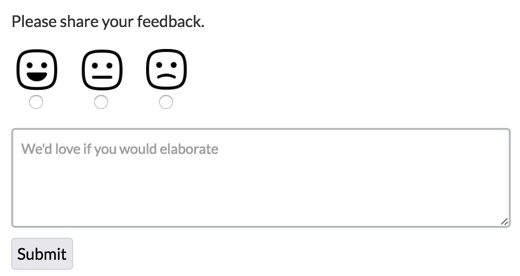 Please share your feedback.
We'd love if you would elaborate
Submit